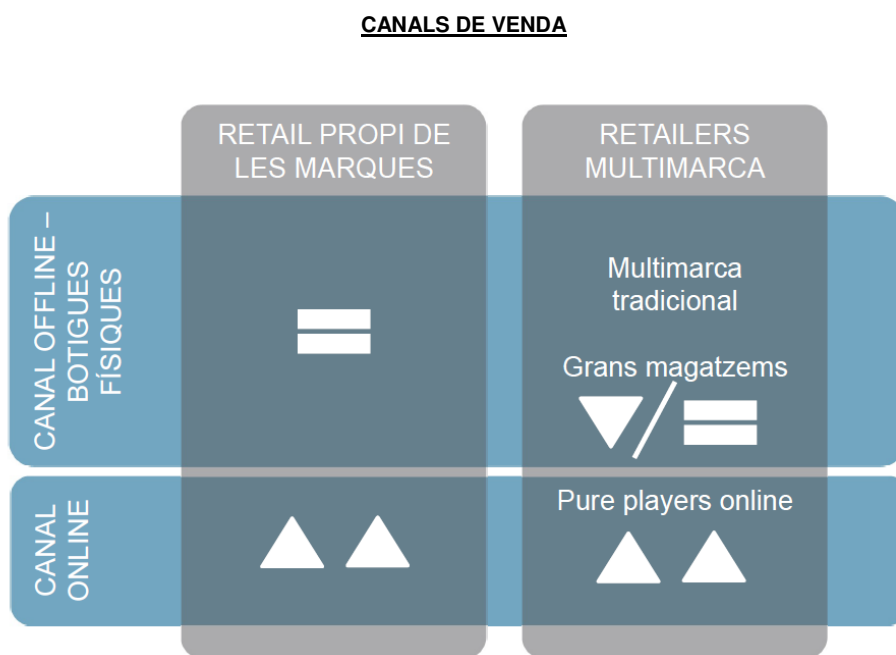 CANALS DE VENDA
RETAIL PROPI DE
LES MARQUES
RETAILERS
MULTIMARCA
CANAL OFFLINE –
BOTIGUES
FÍSIQUES
Multimarca
tradicional
Grans magatzems
CANAL
ONLINE
Pure players online